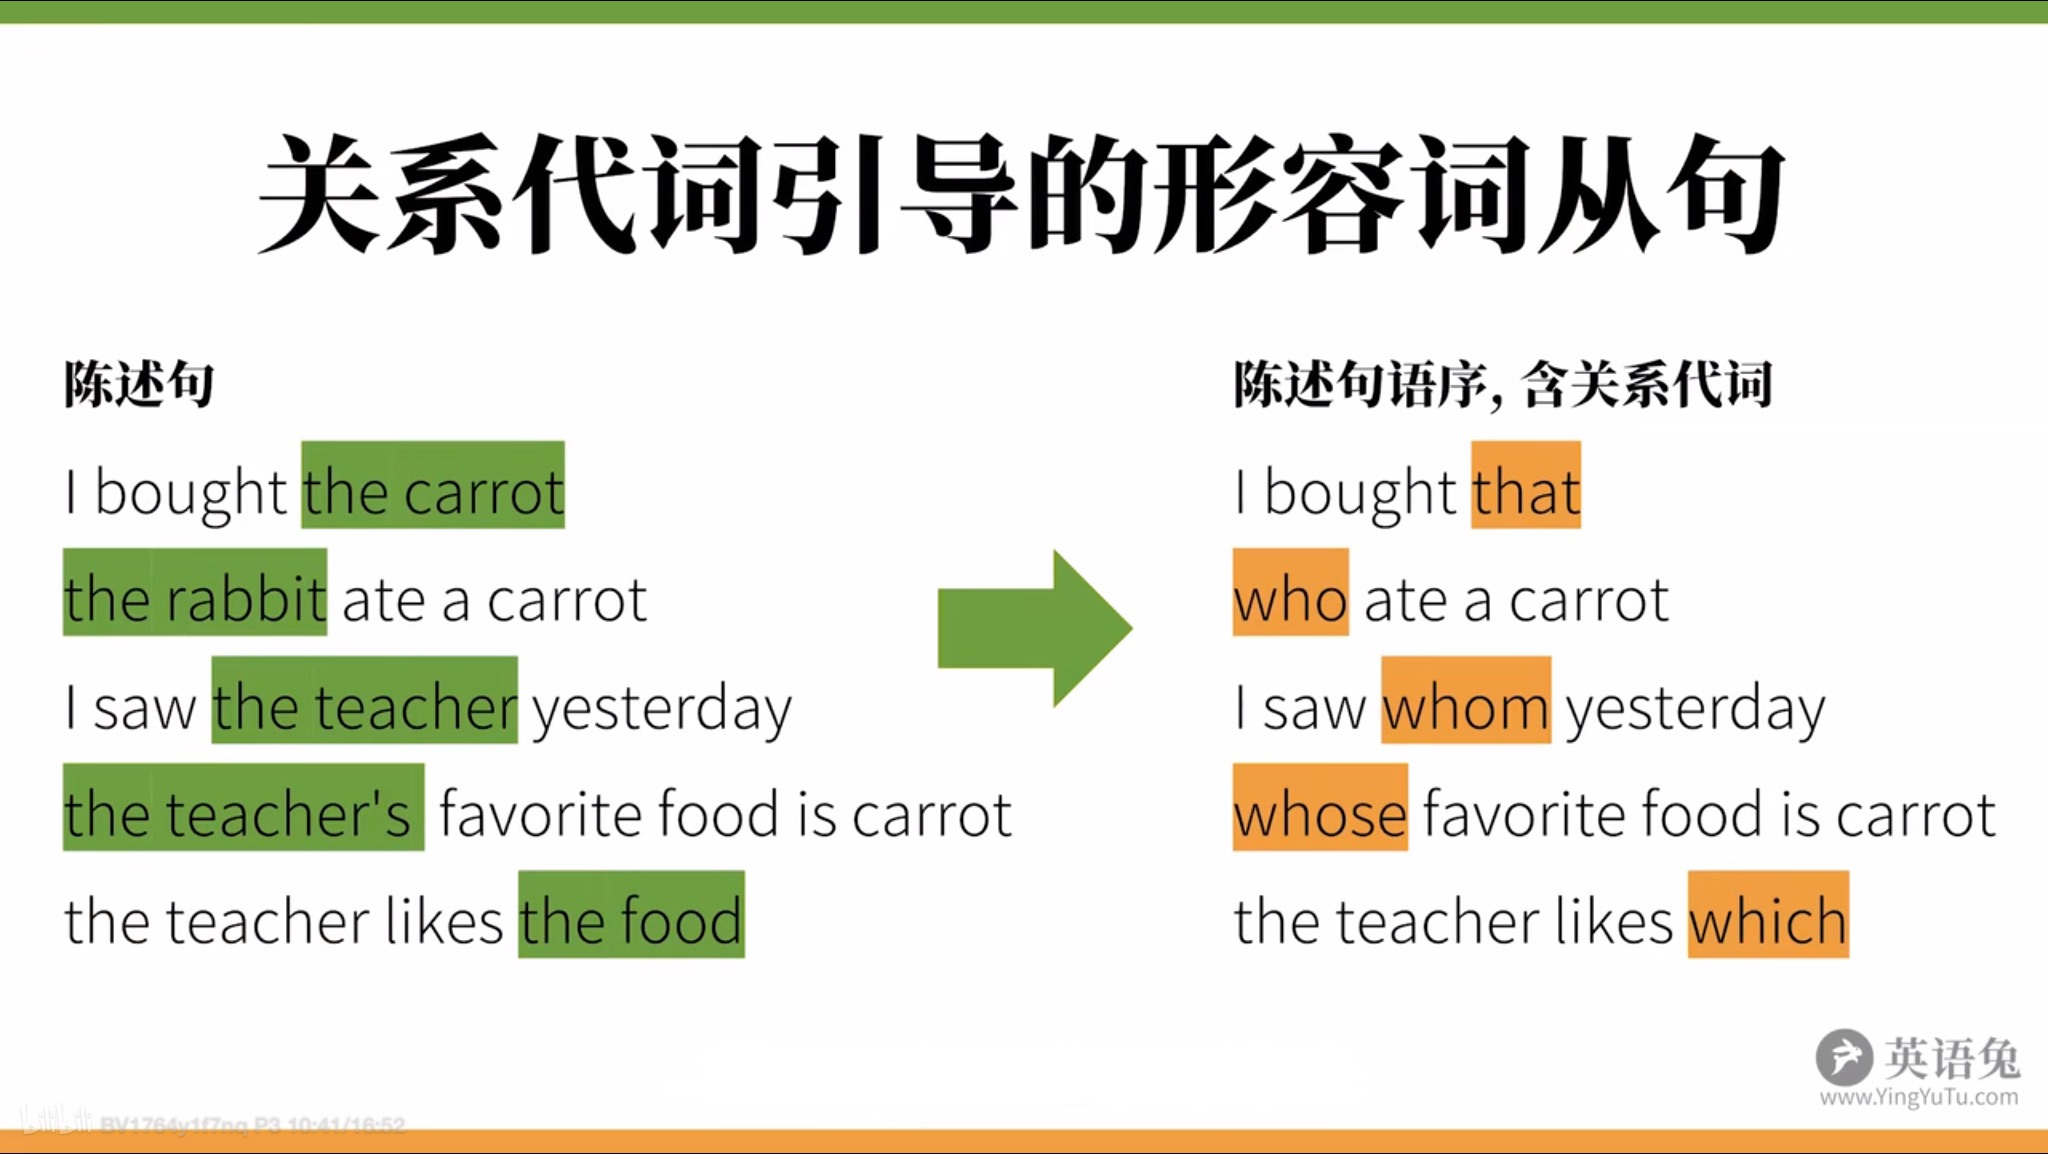 关系代词引导的形容词从句
陈述句
I bought the carrot
the rabbit ate a carrot
I saw the teacher yesterday
the teacher's favorite food is carrot
the teacher likes the food
陈述句语序, 含关系代词
I bought that
who ate a carrot
I saw whom yesterday
whose favorite food is carrot
the teacher likes which
英语兔
www.YingYuTu.com
bilibili BV1764y1f7nq P3 10:41/16:52